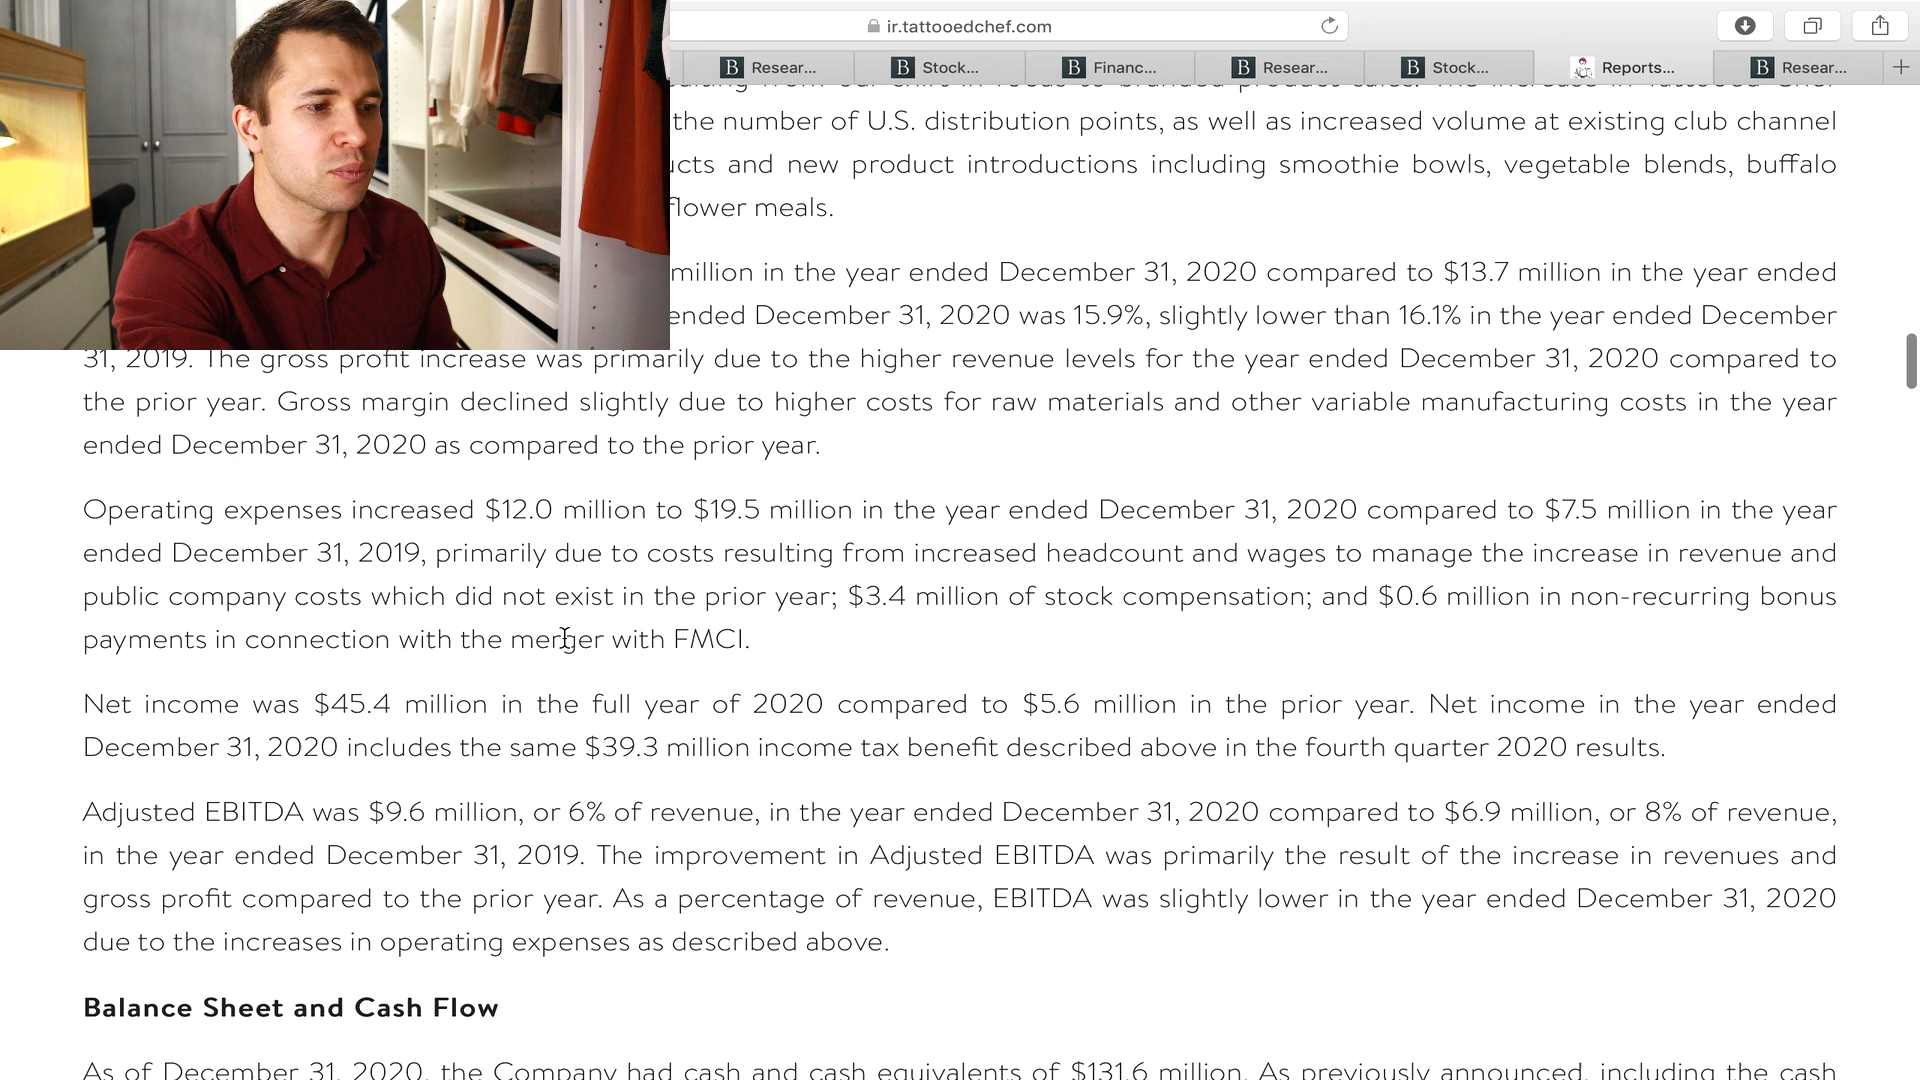 ir.tattooedchef.com
B Resear... B Stock... B Financ... B Resear... B Stock... Reports... B Resear...
the number of U.S. distribution points, as well as increased volume at existing club channel
and new product introductions including smoothie bowls, vegetable blends, buffalo
meals.
million in the year ended December 31, 2020 compared to $13.7 million in the year ended
ended December 31, 2020 was 15.9%, slightly lower than 16.1% in the year ended December
31, 2019. The gross profit increase was primarily due to the higher revenue levels for the year ended December 31, 2020 compared to
the prior year. Gross margin declined slightly due to higher costs for raw materials and other variable manufacturing costs in the year
ended December 31, 2020 as compared to the prior year.
Operating expenses increased $12.0 million to $19.5 million in the year ended December 31, 2020 compared to $7.5 million in the year
ended December 31, 2019, primarily due to costs resulting from increased headcount and wages to manage the increase in revenue and
public company costs which did not exist in the prior year; $3.4 million of stock compensation; and $0.6 million in non-recurring bonus
payments in connection with the merger with FMCI.
Net income was $45.4 million in the full year of 2020 compared to $5.6 million in the prior year. Net income in the year ended
December 31, 2020 includes the same $39.3 million income tax benefit described above in the fourth quarter 2020 results.
Adjusted EBITDA was $9.6 million, or 6% of revenue, in the year ended December 31, 2020 compared to $6.9 million, or 8% of revenue,
in the year ended December 31, 2019. The improvement in Adjusted EBITDA was primarily the result of the increase in revenues and
gross profit compared to the prior year. As a percentage of revenue, EBITDA was slightly lower in the year ended December 31, 2020
due to the increases in operating expenses as described above.
Balance Sheet and Cash Flow
As of December 31, 2020, the Company had cash and cash equivalents of $131.6 million. As previously announced, including the cash